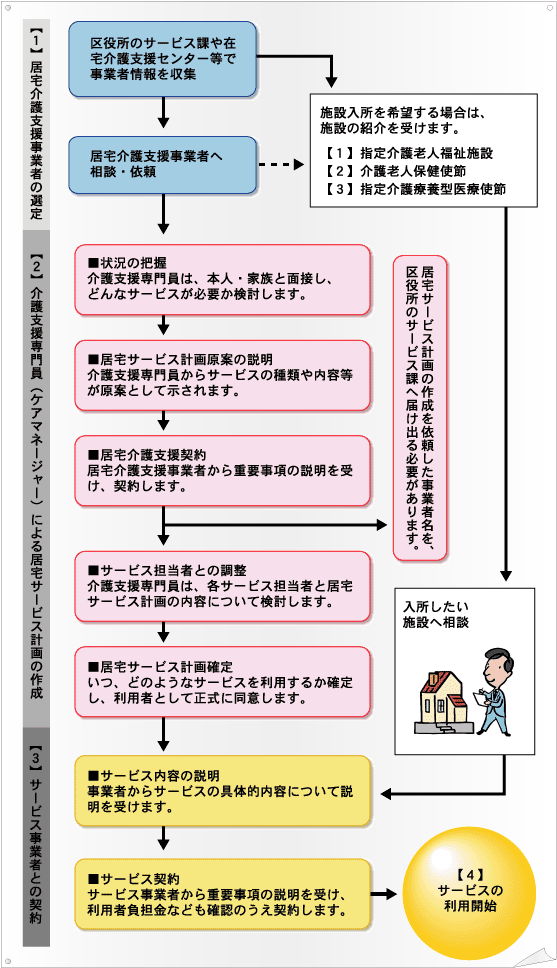 【1】居宅介護支援事業者の選定
区役所のサービス課や在
宅介護支援センター等で
事業者情報を収集
居宅介護支援事業者へ
相談・依頼
施設入所を希望する場合は、
施設の紹介を受けます。
【1】指定介護老人福祉施設
【2】介護老人保健使節
【3】指定介護療養型医療使節
【2】介護支援専門員（ケアマネージャー）による居宅サービス計画の作成
■状況の把握
介護支援専門員は、本人・家族と面接し、
どんなサービスが必要か検討します。
■居宅サービス計画原案の説明
介護支援専門員からサービスの種類や内容等
が原案として示されます。
■居宅介護支援契約
居宅介護支援事業者から重要事項の説明を受
け、契約します。
居宅サービス計画の作成を依頼した事業者名を、
区役所のサービス課へ届け出る必要があります。
■サービス担当者との調整
介護支援専門員は、各サービス担当者と居宅
サービス計画の内容について検討します。
■居宅サービス計画確定
いつ、どのようなサービスを利用するか確定
し、利用者として正式に同意します。
入所したい
施設へ相談
【3】サービス事業者との契約
■サービス内容の説明
事業者からサービスの具体的内容について説
明を受けます。
■サービス契約
サービス事業者から重要事項の説明を受け、
利用者負担金なども確認のうえ契約します。
【4】
サービスの
利用開始